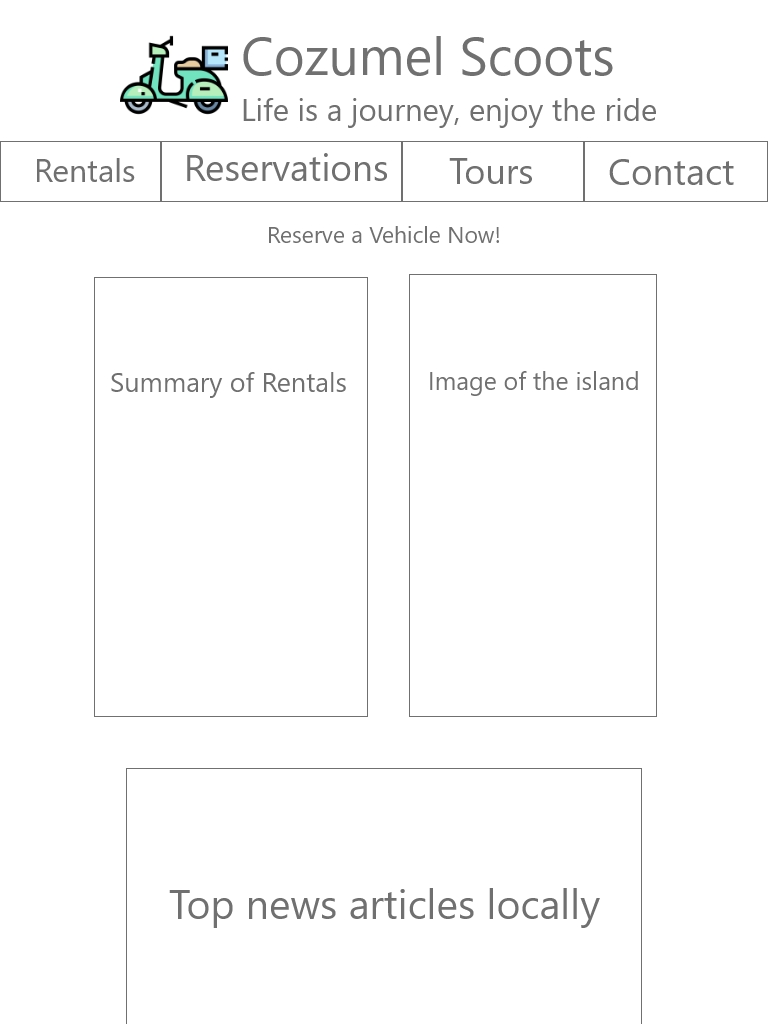 Cozumel Scoots
Life is a journey, enjoy the ride
Rentals
Reservations
Tours
Contact
Reserve a Vehicle Now!
Summary of Rentals
Image of the island
Top news articles locally